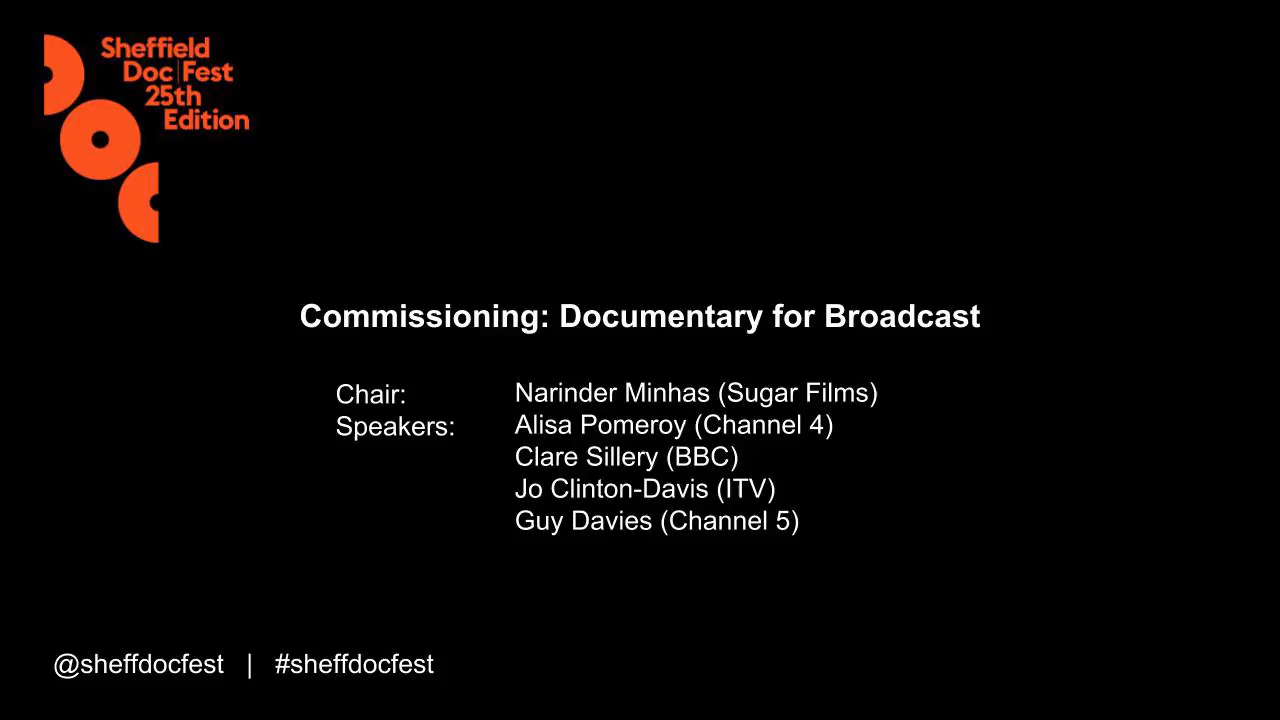 Sheffield
Doc|Fest
25th
Edition
Commissioning: Documentary for Broadcast
Chair: Narinder Minhas (Sugar Films)
Speakers: Alisa Pomeroy (Channel 4)
Clare Sillery (BBC)
Jo Clinton-Davis (ITV)
Guy Davies (Channel 5)
@sheffdocfest | #sheffdocfest